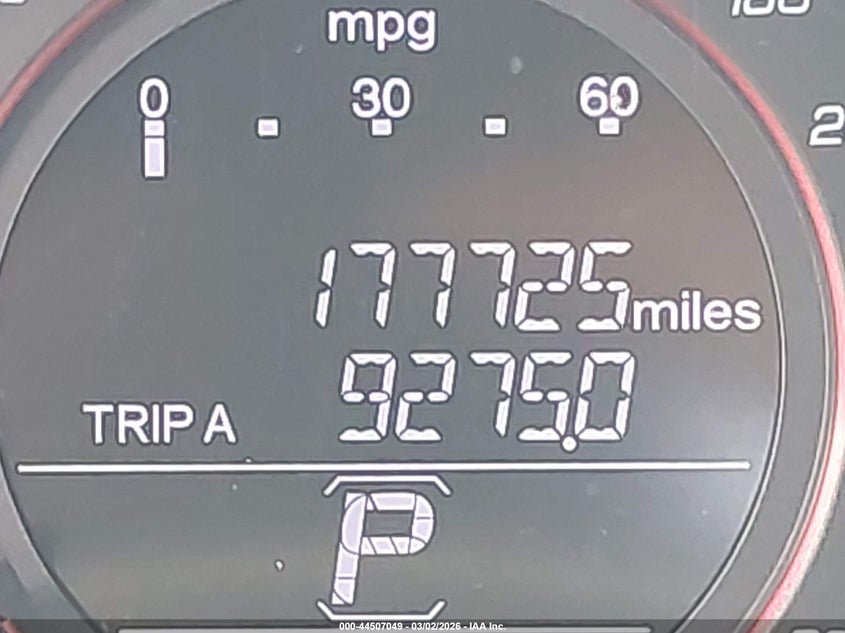 mpg
0 30 60
177725 miles
TRIP A 9275.0
P
000-44507049 - 03/02/2026 - IAA Inc.